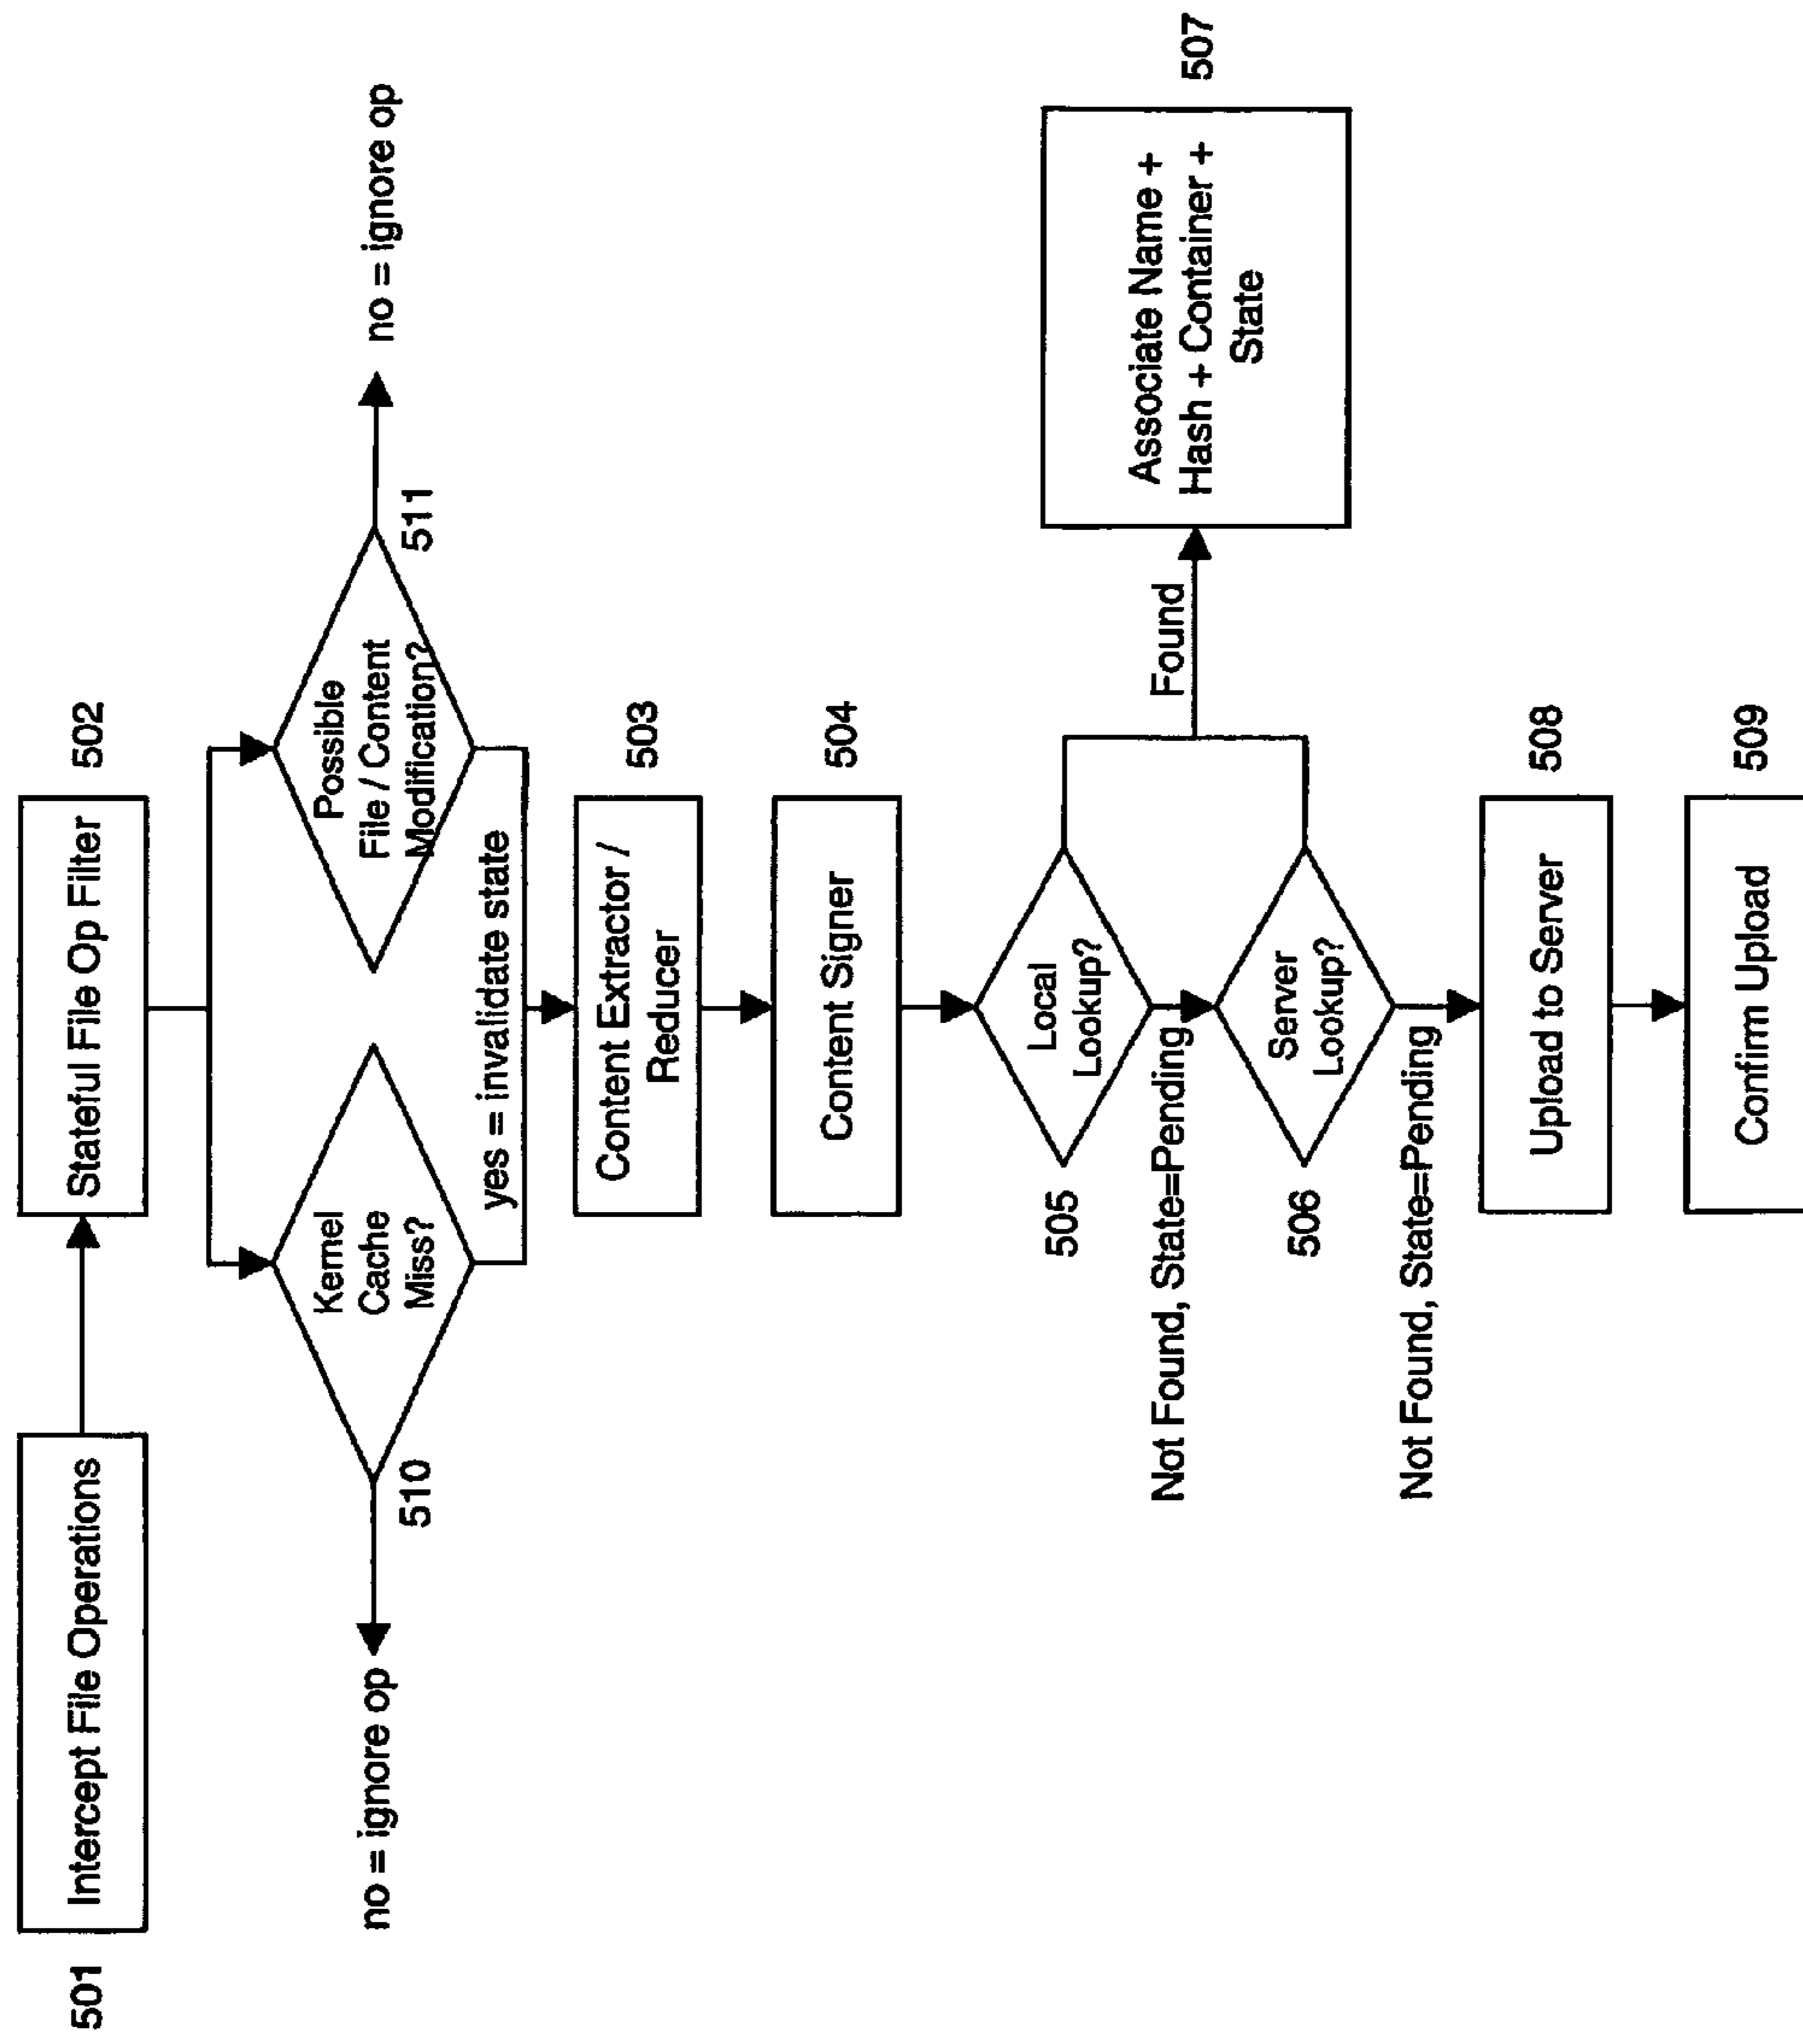 501
Intercept File Operations
Stateful File Op Filter
502
no = ignore op
510
Kernel
Cache
Miss?
Possible
File / Content
Modification?
511
no = ignore op
yes = invalidate state
Content Extractor /
Reducer
503
Content Signer
504
505
Local
Lookup?
Not Found, State=Pending
Found
Associate Name +
Hash + Container +
State
507
506
Server
Lookup?
Not Found, State=Pending
Upload to Server
508
Confirm Upload
509